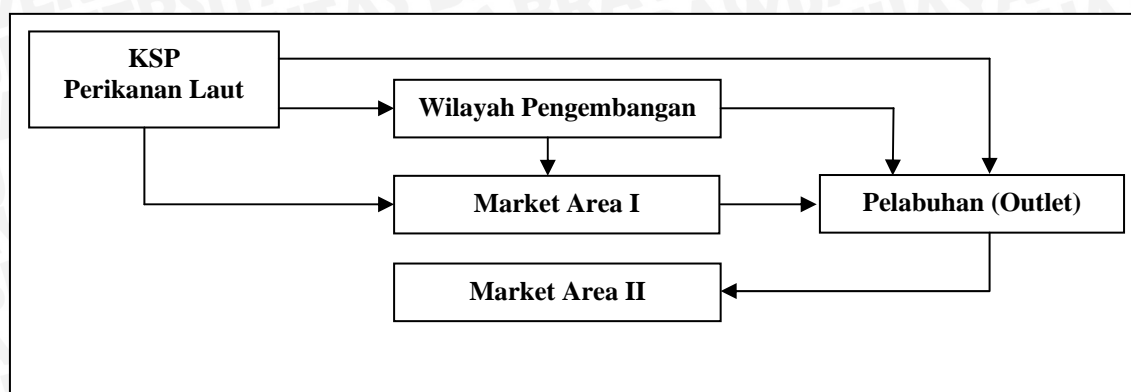 KSP
Perikanan Laut
Wilayah Pengembangan
Market Area I
Pelabuhan (Outlet)
Market Area II